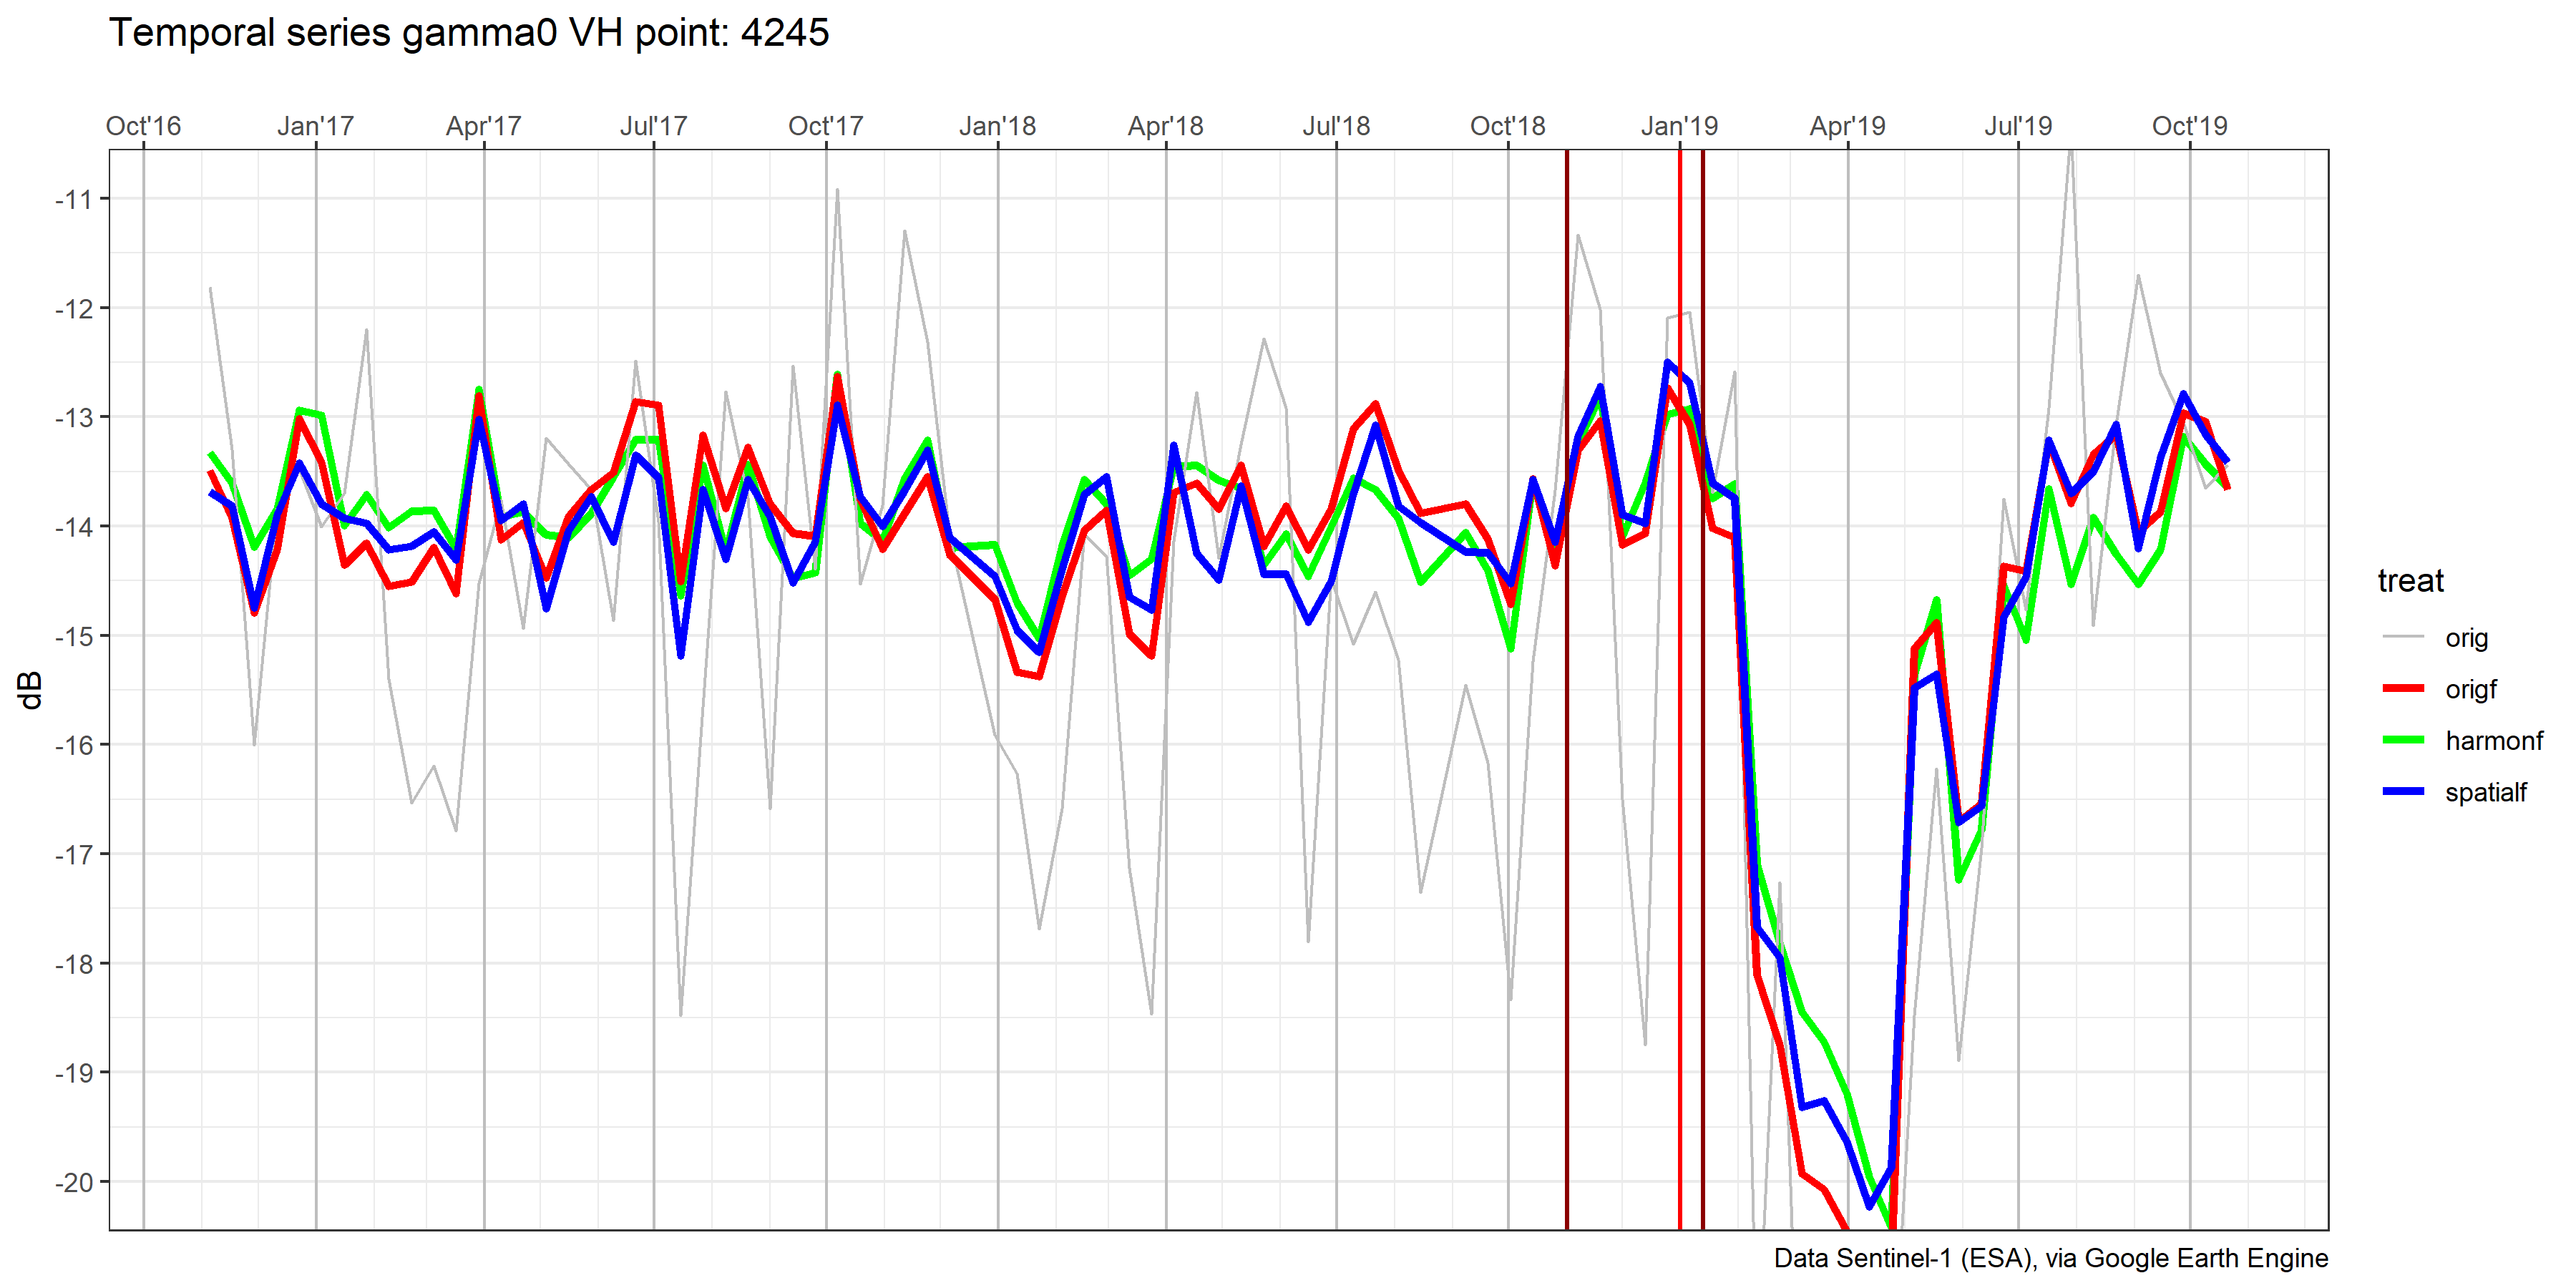 Temporal series gamma0 VH point: 4245
Oct'16 Jan'17 Apr'17 Jul'17 Oct'17 Jan'18 Apr'18 Jul'18 Oct'18 Jan'19 Apr'19 Jul'19 Oct'19
-11
-12
-13
-14
-15
-16
-17
-18
-19
-20
dB
treat
orig
origf
harmonf
spatialf
Data Sentinel-1 (ESA), via Google Earth Engine